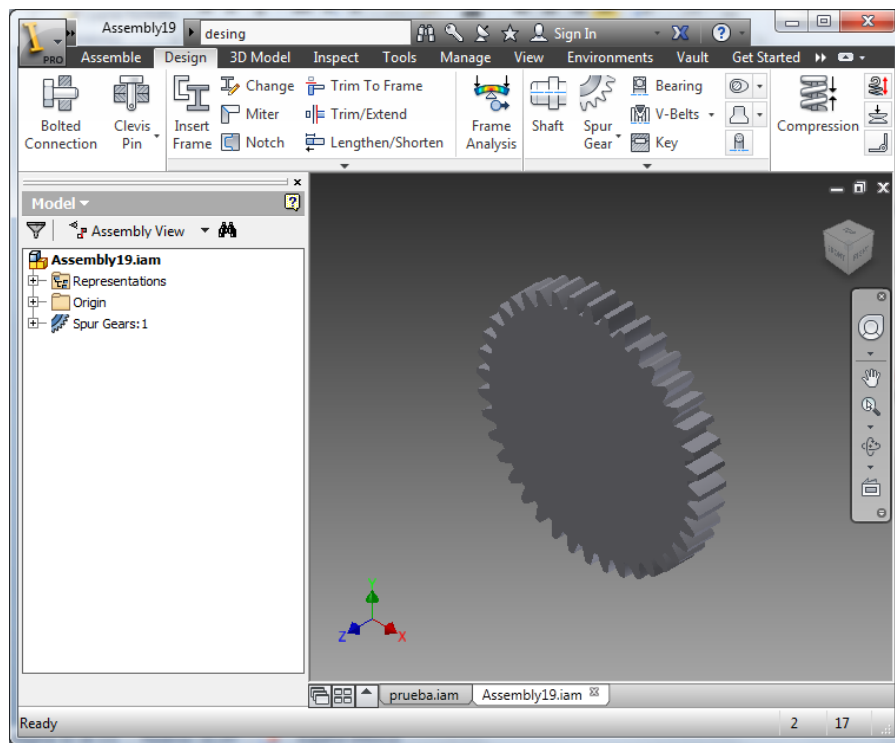 Assembly19 desing Sign In
PRO Assemble Design 3D Model Inspect Tools Manage View Environments Vault Get Started
Bolted Connection
Clevis Pin
Insert Frame
Change
Miter
Notch
Trim To Frame
Trim/Extend
Lengthen/Shorten
Frame Analysis
Shaft
Spur Gear
Bearing
V-Belts
Key
Compression
Model
Assembly View
Assembly19.iam
Representations
Origin
Spur Gears:1
TOP
FRONT RIGHT
Y
Z X
prueba.iam Assembly19.iam
Ready 2 17